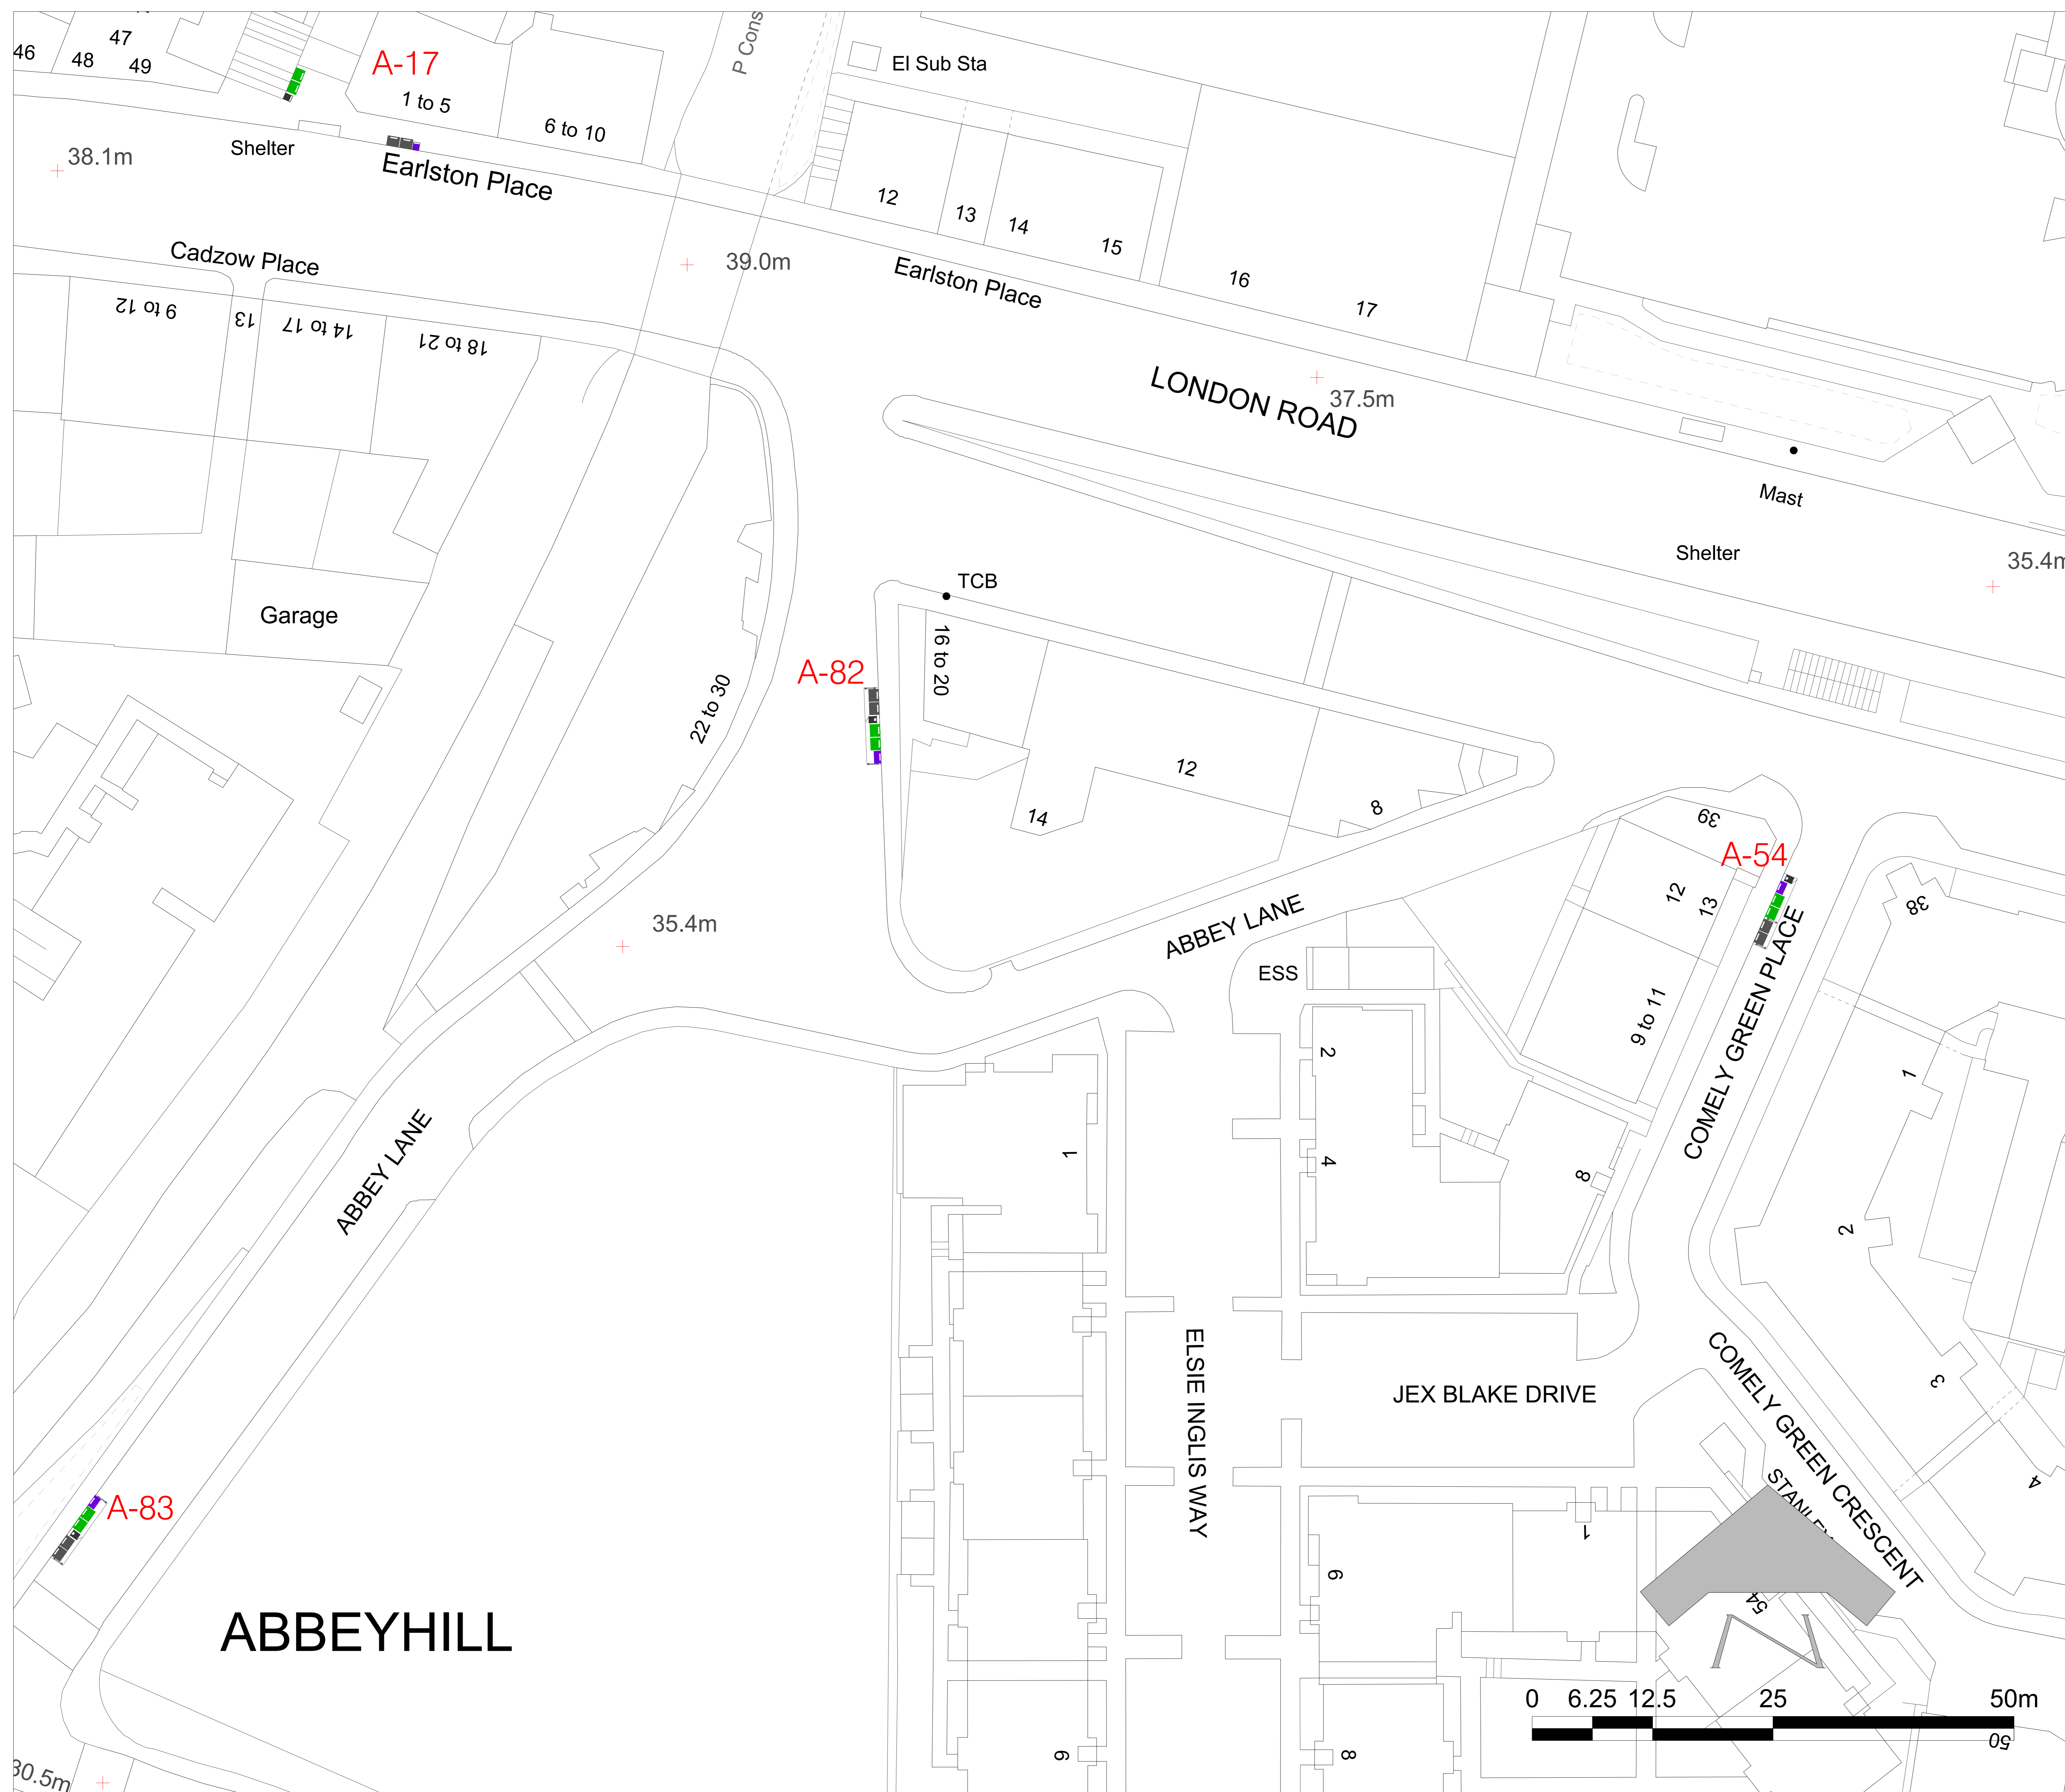 47
46
48
49
A-17
1 to 5
6 to 10
P Cons
El Sub Sta
38.1m
Shelter
Earlston Place
12
13
14
15
Cadzow Place
39.0m
Earlston Place
16
17
9 to 12
13
14 to 17
18 to 21
LONDON ROAD
37.5m
Mast
Shelter
35.4m
TCB
Garage
16 to 20
A-82
22 to 30
12
14
8
39
A-54
12
13
38
35.4m
ABBEY LANE
ESS
9 to 11
COMELY GREEN PLACE
2
1
ABBEY LANE
1
4
8
2
ELSIE INGLIS WAY
JEX BLAKE DRIVE
COMELY GREEN CRESCENT
3
4
A-83
1
6
54
ABBEYHILL
0 6.25 12.5 25 50m
50
8
30.5m